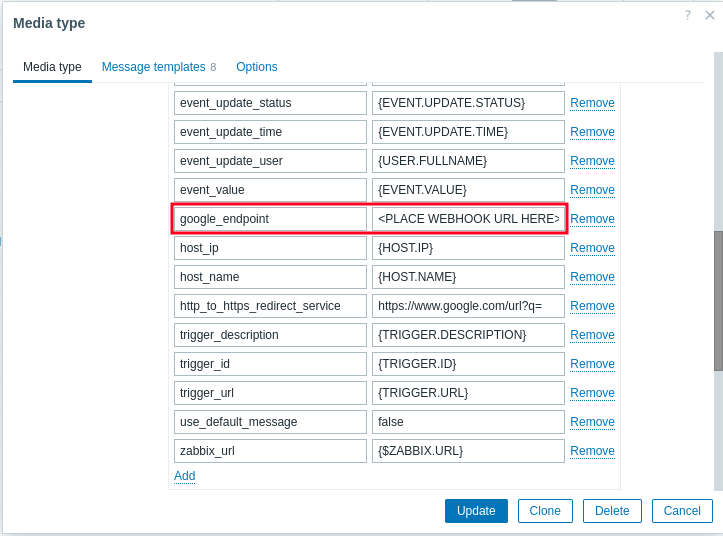 Media type
?
Media type Message templates 8 Options
event_update_status {EVENT.UPDATE.STATUS} Remove
event_update_time {EVENT.UPDATE.TIME} Remove
event_update_user {USER.FULLNAME} Remove
event_value {EVENT.VALUE} Remove
google_endpoint <PLACE WEBHOOK URL HERE> Remove
host_ip {HOST.IP} Remove
host_name {HOST.NAME} Remove
http_to_https_redirect_service https://www.google.com/url?q= Remove
trigger_description {TRIGGER.DESCRIPTION} Remove
trigger_id {TRIGGER.ID} Remove
trigger_url {TRIGGER.URL} Remove
use_default_message false Remove
zabbix_url {$ZABBIX.URL} Remove
Add
Update Clone Delete Cancel